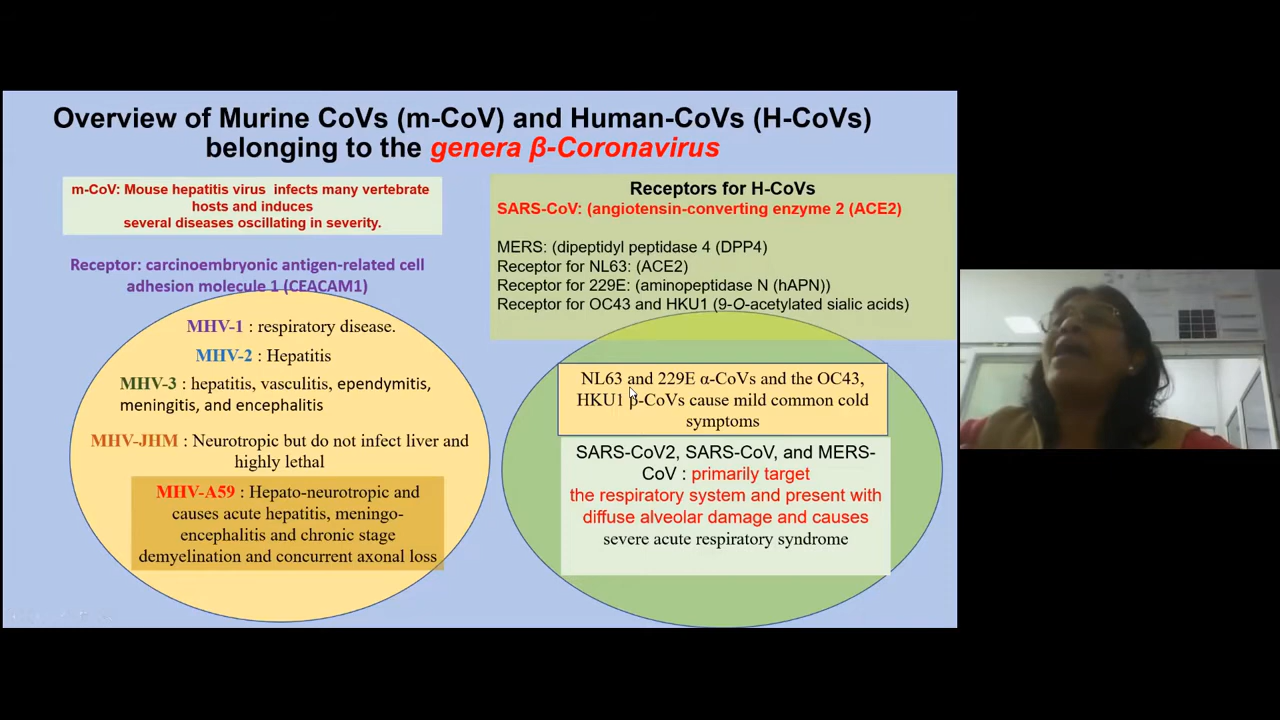 Overview of Murine CoVs (m-CoV) and Human-CoVs (H-CoVs)
belonging to the genera β-Coronavirus
m-CoV: Mouse hepatitis virus infects many vertebrate
hosts and induces
several diseases oscillating in severity.
Receptor: carcinoembryonic antigen-related cell
adhesion molecule 1 (CEACAM1)
MHV-1 : respiratory disease.
MHV-2 : Hepatitis
MHV-3 : hepatitis, vasculitis, ependymitis,
meningitis, and encephalitis
MHV-JHM : Neurotropic but do not infect liver and
highly lethal
MHV-A59 : Hepato-neurotropic and
causes acute hepatitis, meningo-
encephalitis and chronic stage
demyelination and concurrent axonal loss
Receptors for H-CoVs
SARS-CoV: (angiotensin-converting enzyme 2 (ACE2)
MERS: (dipeptidyl peptidase 4 (DPP4)
Receptor for NL63: (ACE2)
Receptor for 229E: (aminopeptidase N (hAPN))
Receptor for OC43 and HKU1 (9-O-acetylated sialic acids)
NL63 and 229E α-CoVs and the OC43,
HKU1 β-CoVs cause mild common cold
symptoms
SARS-CoV2, SARS-CoV, and MERS-
CoV : primarily target
the respiratory system and present with
diffuse alveolar damage and causes
severe acute respiratory syndrome